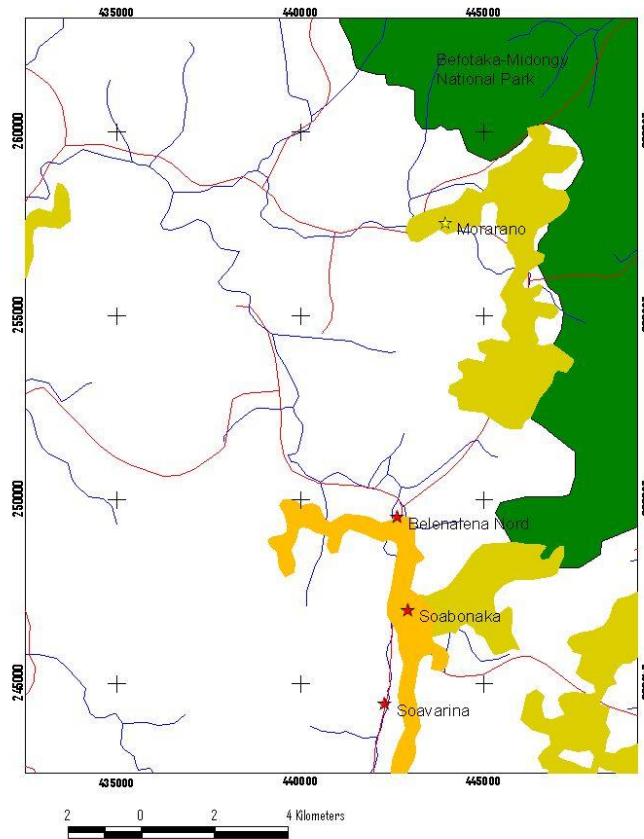 435000 440000 445000
Befotaka-Midongy
National Park
260000
Morarano
255000
250000
Belenalena Nord
Soabonaka
245000
Soavarina
435000 440000 445000
2 0 2 4 Kilometers